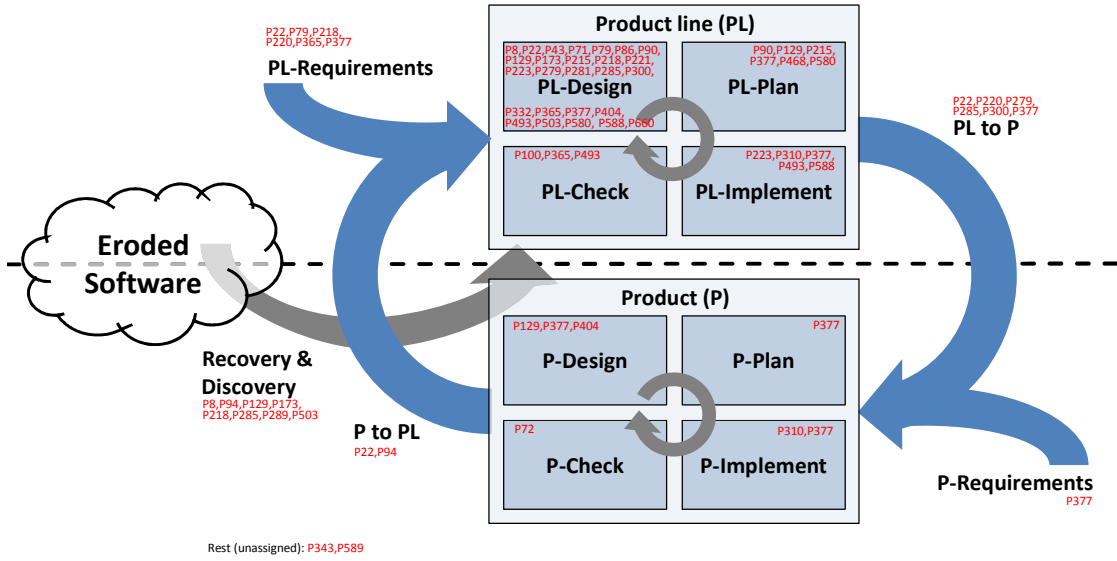 P22,P79,P218,
P220,P365,P377
PL-Requirements
Product line (PL)
P8,P22,P43,P71,P79,P86,P90,
P129,P173,P215,P218,P221,
P223,P279,P281,P285,P300,
PL-Design
P332,P365,P377,P404,
P493,P503,P580, P588,P660
P90,P129,P215,
P377,P468,P580
PL-Plan
P100,P365,P493
PL-Check
P223,P310,P377,
P493,P588
PL-Implement
P22,P220,P279,
P285,P300,P377
PL to P
Eroded
Software
Recovery &
Discovery
P8,P94,P129,P173,
P218,P285,P289,P503
P to PL
P22,P94
Product (P)
P129,P377,P404
P-Design
P377
P-Plan
P72
P-Check
P310,P377
P-Implement
P-Requirements
P377
Rest (unassigned): P343,P589